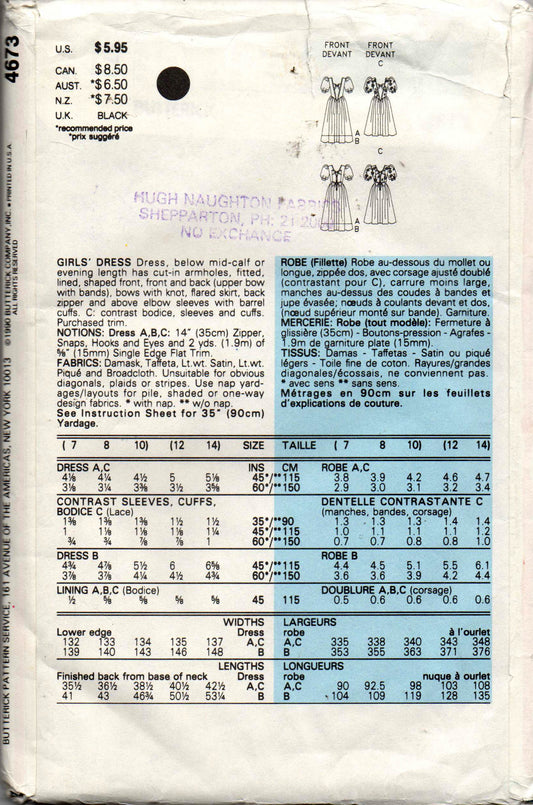 4673
U.S. $5.95
CAN. $8.50
AUST. *$6.50
N.Z. *$7.50
U.K. BLACK
*recommended price
*prix suggéré
FRONT DEVANT
FRONT DEVANT C
A
B
C
A
B
HUGH NAUGHTON FABRICS
SHEPPARTON, PH: 21 20
NO EXCHANGE
BUTTERICK PATTERN SERVICE, 161 AVENUE OF THE AMERICAS, NEW YORK 10013 ©1990 BUTTERICK COMPANY, INC. • PRINTED IN U.S.A.
ALL RIGHTS RESERVED
GIRLS' DRESS Dress, below mid-calf or
evening length has cut-in armholes, fitted,
lined, shaped front, front and back (upper bow
with bands), bows with knot, flared skirt, back
zipper and above elbow sleeves with barrel
cuffs. C: contrast bodice, sleeves and cuffs.
Purchased trim.
NOTIONS: Dress A,B,C: 14" (35cm) Zipper,
Snaps, Hooks and Eyes and 2 yds. (1.9m) of
⅝" (15mm) Single Edge Flat Trim.
FABRICS: Damask, Taffeta, Lt.wt. Satin, Lt.wt.
Piqué and Broadcloth. Unsuitable for obvious
diagonals, plaids or stripes. Use nap yard-
ages/layouts for pile, shaded or one-way
design fabrics. * with nap. ** w/o nap.
See Instruction Sheet for 35" (90cm)
Yardage.
ROBE (Fillette) Robe au-dessous du mollet ou
longue, zippée dos, avec corsage ajusté doublé
(contrastant pour C), carrure moins large,
manches au-dessus des coudes à bandes et
jupe évasée; nœuds à coulants devant et dos,
(nœud supérieur monté sur bande). Garniture.
MERCERIE: Robe (tout modèle): Fermeture à
glissière (35cm) - Boutons-pression - Agrafes -
1.9m de garniture plate (15mm).
TISSUS: Damas - Taffetas - Satin ou piqué
légers - Toile fine de coton. Rayures/grandes
diagonales/écossais, ne conviennent pas.
* avec sens ** sans sens.
Métrages en 90cm sur les feuillets
d'explications de couture.
( 7 8 10) (12 14) SIZE TAILLE ( 7 8 10) (12 14)
DRESS A,C INS CM ROBE A,C
4⅛ 4¼ 4½ 5 5⅛ 45*/**115 3.8 3.9 4.2 4.6 4.7
3⅛ 3¼ 3⅜ 3½ 3⅝ 60*/**150 2.9 3.0 3.1 3.2 3.4
CONTRAST SLEEVES, CUFFS, DENTELLE CONTRASTANTE C
BODICE C (Lace) (manches, bandes, corsage)
1⅜ 1⅜ 1⅜ 1½ 1½ 35*/**90 1.3 1.3 1.3 1.4 1.4
1 1⅛ 1⅛ 1⅛ 1¼ 45*/**115 1.0 1.1 1.1 1.1 1.2
¾ ¾ ⅞ ⅞ 1 60*/**150 0.7 0.7 0.8 0.8 1.0
DRESS B ROBE B
4¾ 4⅞ 5½ 6 6⅝ 45*/**115 4.4 4.5 5.1 5.5 6.1
3⅞ 3⅞ 4¼ 4½ 4¾ 60*/**150 3.6 3.6 3.9 4.2 4.4
LINING A,B,C (Bodice) DOUBLURE A,B,C (corsage)
½ ⅝ ⅝ ⅝ ⅝ 45 115 0.5 0.6 0.6 0.6 0.6
WIDTHS LARGEURS
Lower edge Dress robe à l'ourlet
132 133 134 135 137 A,C A,C 335 338 340 343 348
139 140 143 146 148 B B 353 355 363 371 376
LENGTHS LONGUEURS
Finished back from base of neck Dress robe nuque à ourlet
35½ 36½ 38½ 40½ 42½ A,C A,C 90 92.5 98 103 108
41 43 46¾ 50½ 53¼ B B 104 109 119 128 135